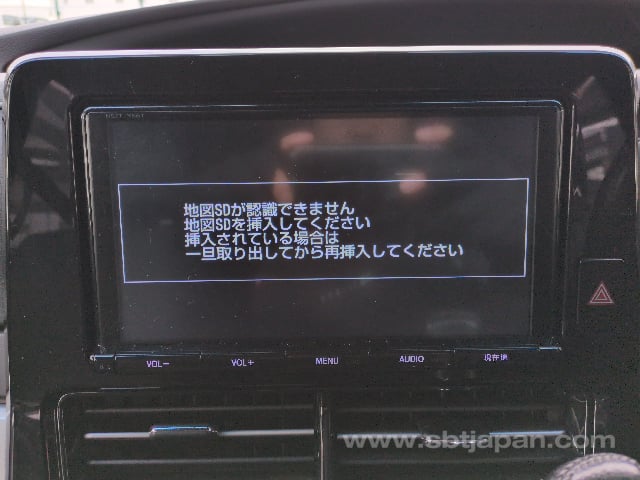 地図SDが認識できません
地図SDを挿入してください
挿入されている場合は
一旦取り出してから再挿入してください
VOL− VOL＋ MENU AUDIO 現在地
www.sbtjapan.com